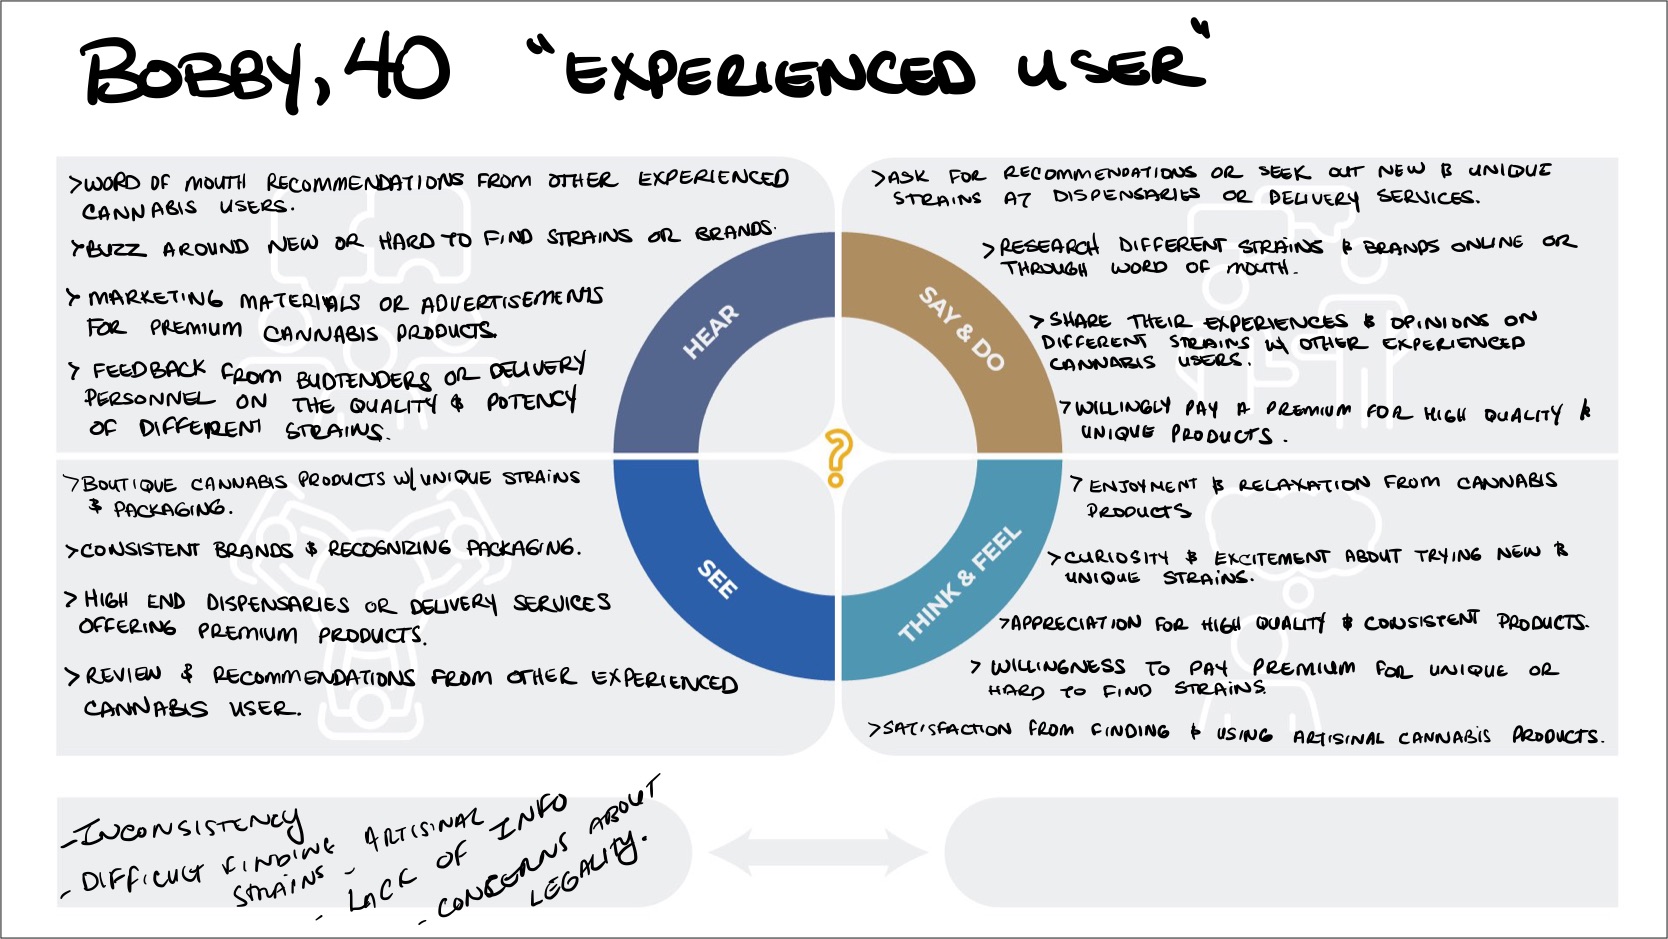 BOBBY, 40 "EXPERIENCED USER"
>WORD OF MOUTH RECOMMENDATIONS FROM OTHER EXPERIENCED
CANNABIS USERS.
>BUZZ AROUND NEW OR HARD TO FIND STRAINS OR BRANDS.
> MARKETING MATERIALS OR ADVERTISEMENTS
FOR PREMIUM CANNABIS PRODUCTS.
> FEEDBACK FROM BUDTENDERS OR DELIVERY
PERSONNEL ON THE QUALITY & POTENCY
OF DIFFERENT STRAINS.
HEAR
>ASK FOR RECOMMENDATIONS OR SEEK OUT NEW & UNIQUE
STRAINS AT DISPENSARIES OR DELIVERY SERVICES.
>RESEARCH DIFFERENT STRAINS & BRANDS ONLINE OR
THROUGH WORD OF MOUTH.
>SHARE THEIR EXPERIENCES & OPINIONS ON
DIFFERENT STRAINS W/ OTHER EXPERIENCED
CANNABIS USERS.
>WILLINGLY PAY A PREMIUM FOR HIGH QUALITY &
UNIQUE PRODUCTS.
SAY & DO
?
>BOUTIQUE CANNABIS PRODUCTS W/ UNIQUE STRAINS
& PACKAGING.
>CONSISTENT BRANDS & RECOGNIZING PACKAGING.
> HIGH END DISPENSARIES OR DELIVERY SERVICES
OFFERING PREMIUM PRODUCTS.
> REVIEW & RECOMMENDATIONS FROM OTHER EXPERIENCED
CANNABIS USER.
SEE
> ENJOYMENT & RELAXATION FROM CANNABIS
PRODUCTS
>CURIOSITY & EXCITEMENT ABOUT TRYING NEW &
UNIQUE STRAINS.
>APPRECIATION FOR HIGH QUALITY & CONSISTENT PRODUCTS.
> WILLINGNESS TO PAY PREMIUM FOR UNIQUE OR
HARD TO FIND STRAINS.
>SATISFACTION FROM FINDING & USING ARTISINAL CANNABIS PRODUCTS.
THINK & FEEL
-INCONSISTENCY
- DIFFICULT FINDING ARTISINAL
STRAINS
- LACK OF INFO
- CONCERNS ABOUT
LEGALITY.